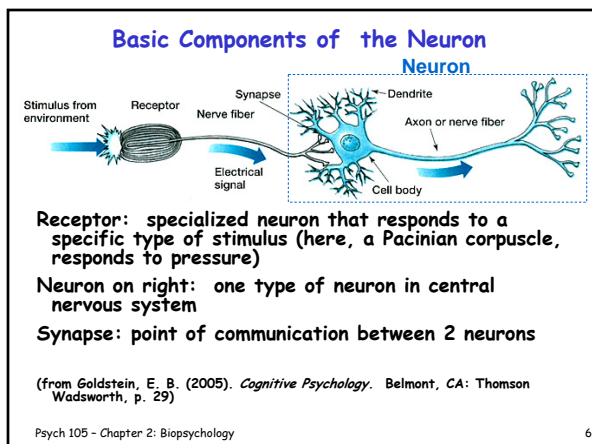 Basic Components of the Neuron
Neuron
Synapse
Dendrite
Stimulus from
environment
Receptor
Nerve fiber
Axon or nerve fiber
Electrical
signal
Cell body
Receptor: specialized neuron that responds to a
specific type of stimulus (here, a Pacinian corpuscle,
responds to pressure)
Neuron on right: one type of neuron in central
nervous system
Synapse: point of communication between 2 neurons
(from Goldstein, E. B. (2005). Cognitive Psychology. Belmont, CA: Thomson
Wadsworth, p. 29)
Psych 105 – Chapter 2: Biopsychology 6